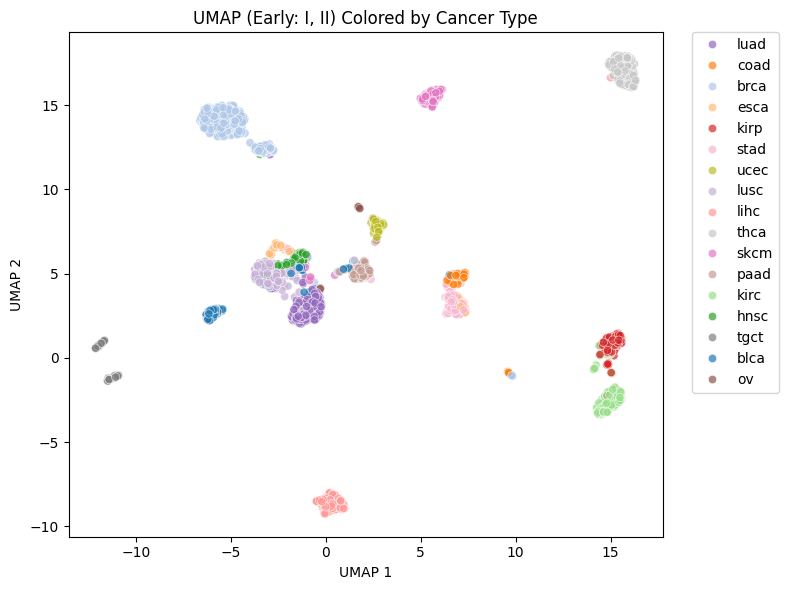 UMAP (Early: I, II) Colored by Cancer Type
luad
coad
brca
esca
kirp
stad
ucec
lusc
lihc
thca
skcm
paad
kirc
hnsc
tgct
blca
ov
15
10
5
0
−5
−10
UMAP 2
−10
−5
0
5
10
15
UMAP 1